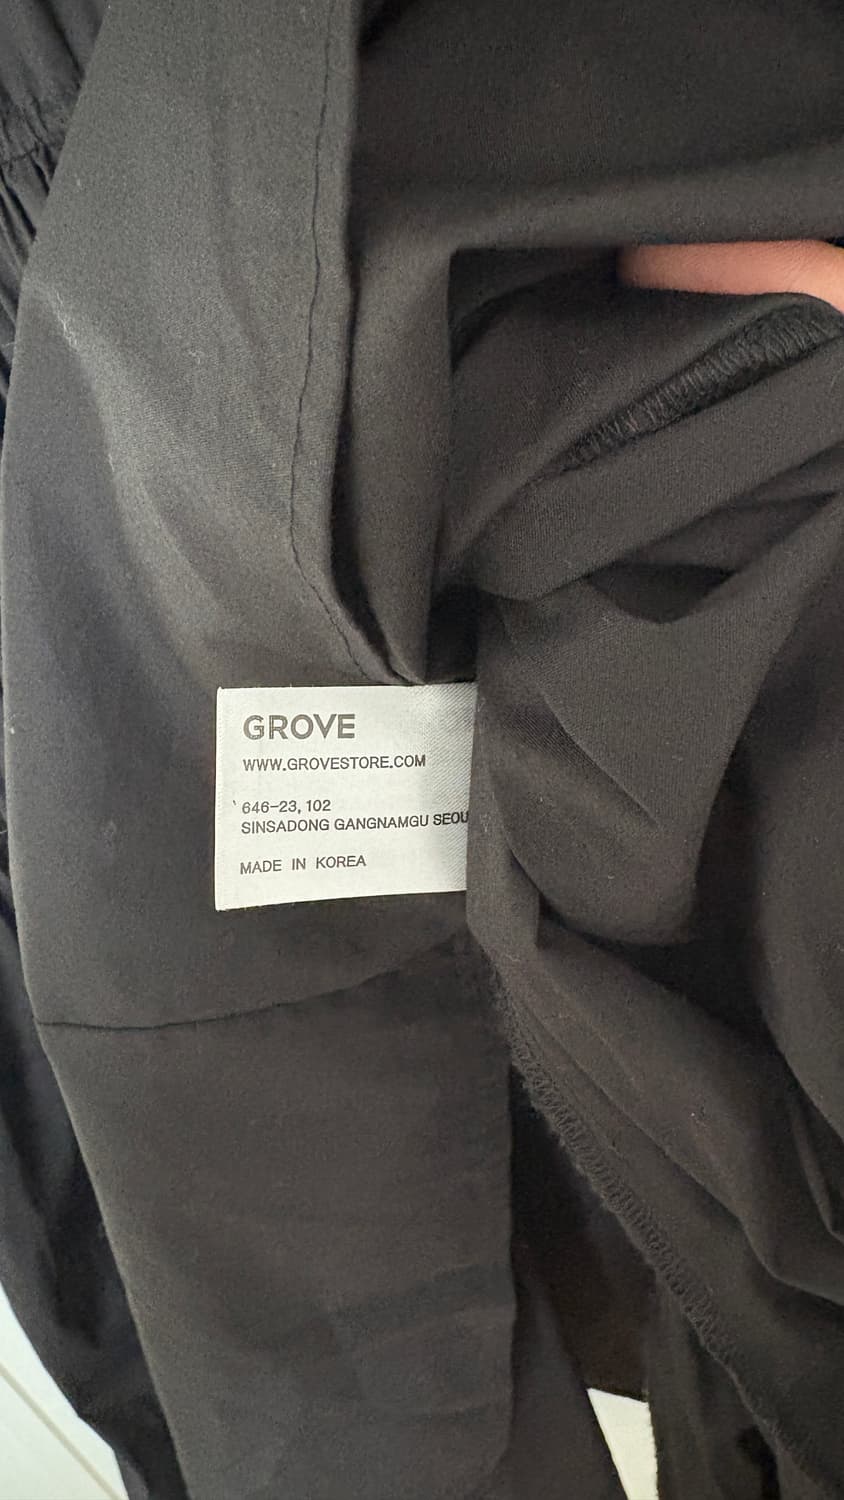 GROVE
WWW.GROVESTORE.COM
646-23, 102
SINSADONG GANGNAMGU SEOU
MADE IN KOREA